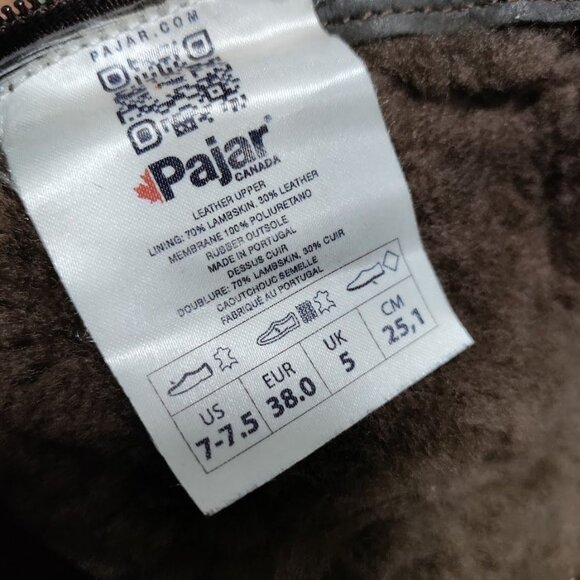 PAJAR.COM
Pajar®
CANADA
LEATHER UPPER
LINING: 70% LAMBSKIN, 30% LEATHER
MEMBRANE 100% POLIURETANO
RUBBER OUTSOLE
MADE IN PORTUGAL
DESSUS CUIR
DOUBLURE: 70% LAMBSKIN, 30% CUIR
CAOUTCHOUC SEMELLE
FABRIQUÉ AU PORTUGAL
US EUR UK CM
7-7.5 38.0 5 25,1